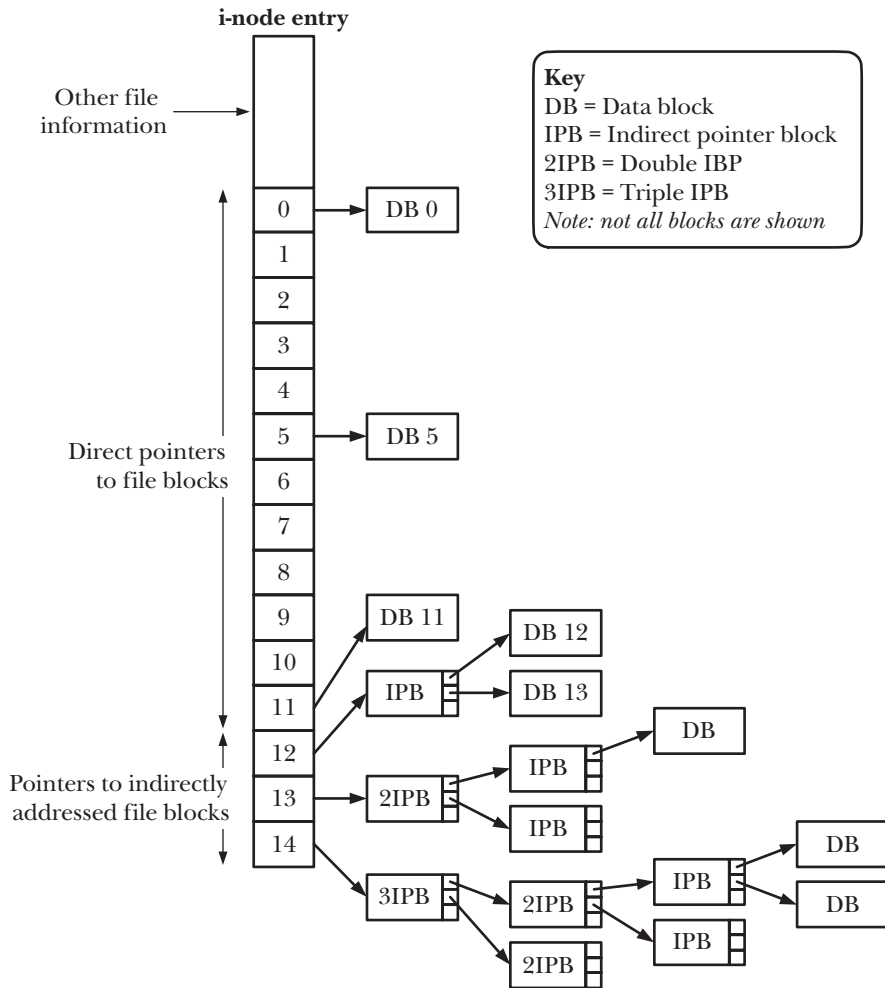 i-node entry
Other file
information
Key
DB = Data block
IPB = Indirect pointer block
2IPB = Double IBP
3IPB = Triple IPB
Note: not all blocks are shown
Direct pointers
to file blocks
0
DB 0
1
2
3
4
5
DB 5
6
7
8
9
10
11
DB 11
Pointers to indirectly
addressed file blocks
12
IPB
DB 12
DB 13
13
2IPB
IPB
DB
IPB
14
3IPB
2IPB
IPB
DB
DB
IPB
2IPB